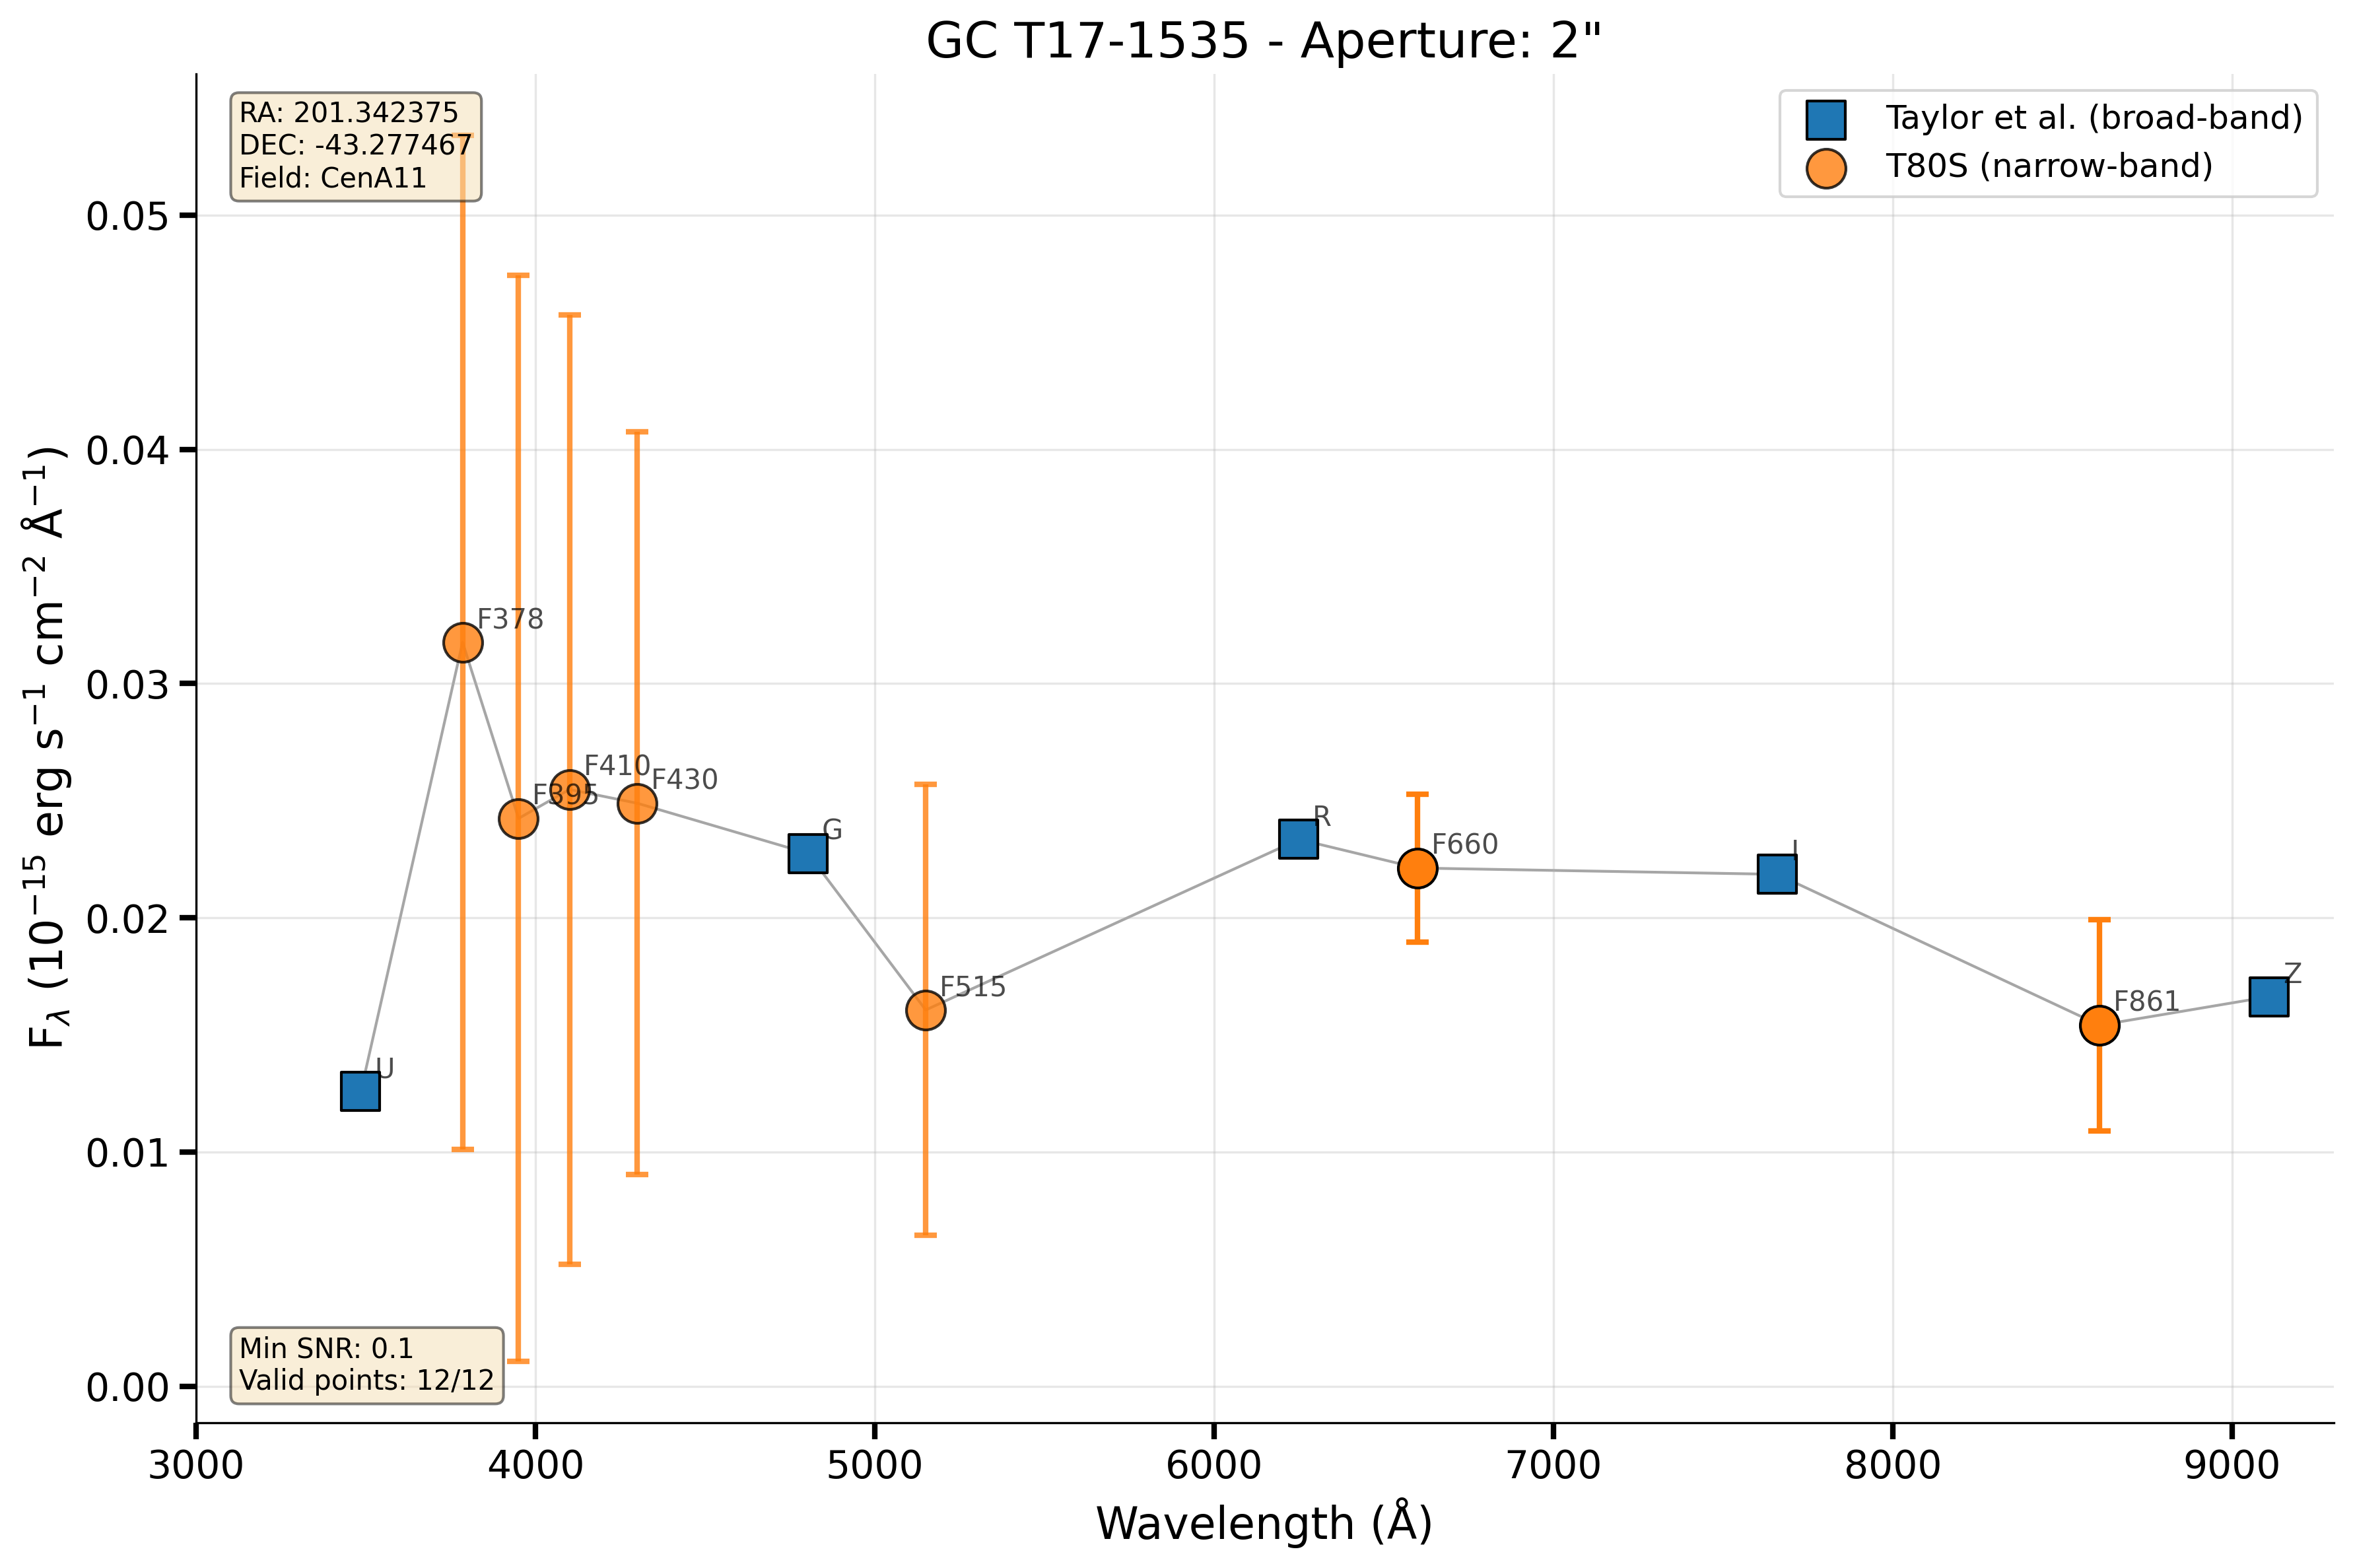 GC T17-1535 - Aperture: 2"
RA: 201.342375
DEC: -43.277467
Field: CenA11
Taylor et al. (broad-band)
T80S (narrow-band)
F_λ (10⁻¹⁵ erg s⁻¹ cm⁻² Å⁻¹)
0.05
0.04
0.03
0.02
0.01
0.00
U
F378
F395
F410
F430
G
F515
R
F660
I
F861
Z
Min SNR: 0.1
Valid points: 12/12
3000 4000 5000 6000 7000 8000 9000
Wavelength (Å)